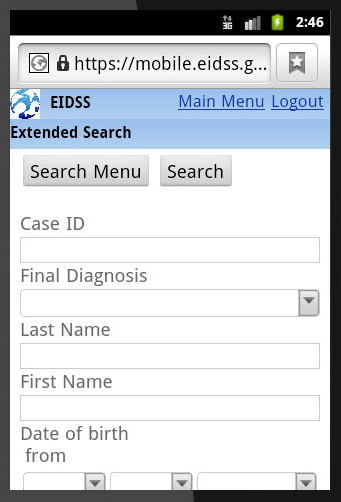 3G 2:46
https://mobile.eidss.g...
EIDSS Main Menu Logout
Extended Search
Search Menu Search
Case ID
Final Diagnosis
Last Name
First Name
Date of birth
from